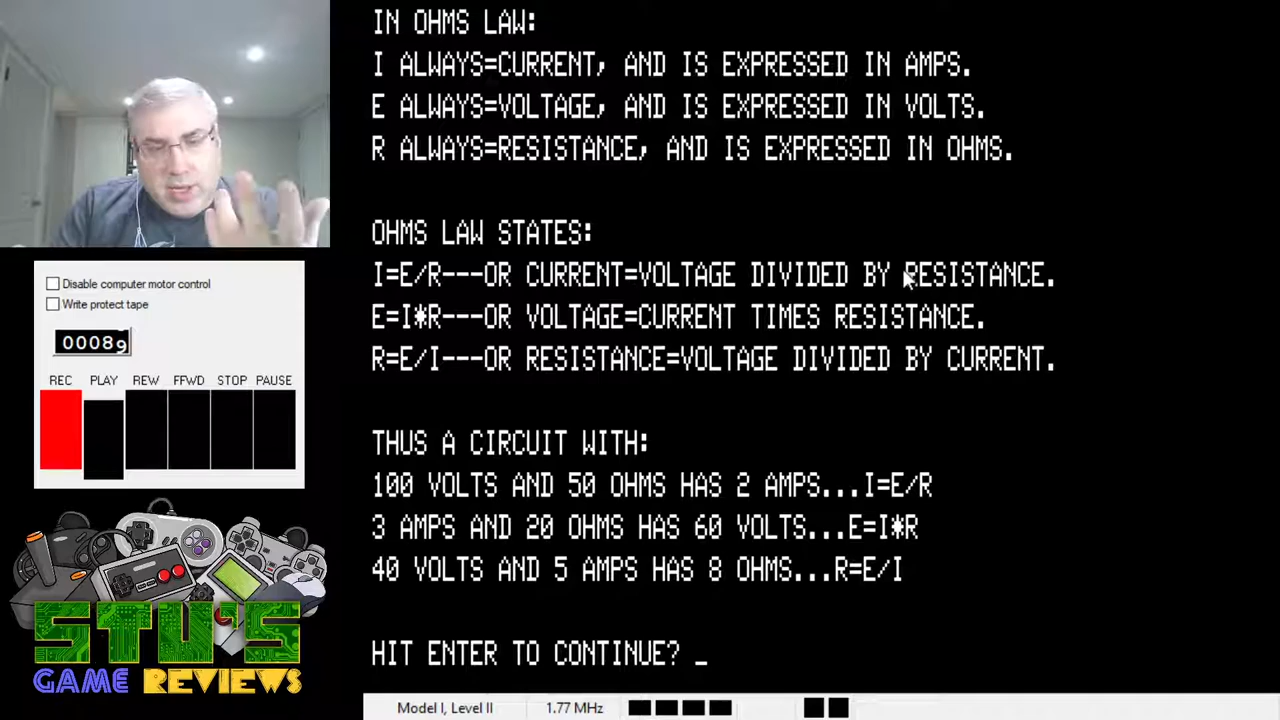 IN OHMS LAW:
I ALWAYS=CURRENT, AND IS EXPRESSED IN AMPS.
E ALWAYS=VOLTAGE, AND IS EXPRESSED IN VOLTS.
R ALWAYS=RESISTANCE, AND IS EXPRESSED IN OHMS.
OHMS LAW STATES:
I=E/R---OR CURRENT=VOLTAGE DIVIDED BY RESISTANCE.
E=I*R---OR VOLTAGE=CURRENT TIMES RESISTANCE.
R=E/I---OR RESISTANCE=VOLTAGE DIVIDED BY CURRENT.
THUS A CIRCUIT WITH:
100 VOLTS AND 50 OHMS HAS 2 AMPS...I=E/R
3 AMPS AND 20 OHMS HAS 60 VOLTS...E=I*R
40 VOLTS AND 5 AMPS HAS 8 OHMS...R=E/I
HIT ENTER TO CONTINUE? _
Disable computer motor control
Write protect tape
00089
REC PLAY REW FFWD STOP PAUSE
STU'S
GAME REVIEWS
Model I, Level II 1.77 MHz